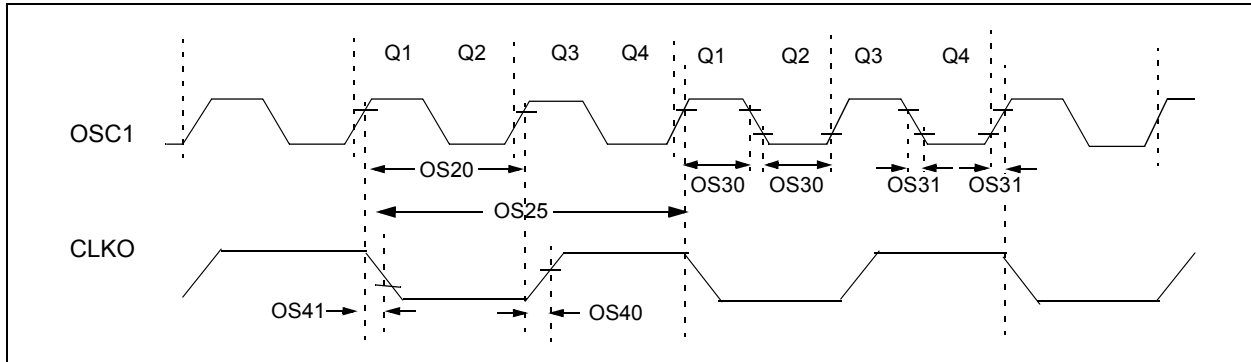 Q1 Q2 Q3 Q4 Q1 Q2 Q3 Q4
OSC1
OS20
OS30 OS30 OS31 OS31
OS25
CLKO
OS41 OS40